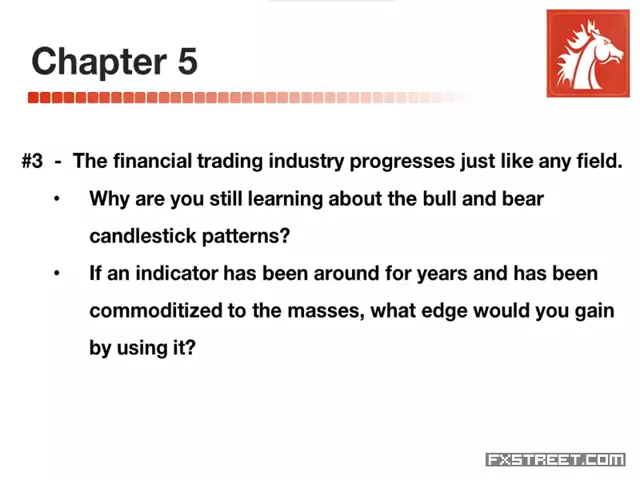 Chapter 5
#3 - The financial trading industry progresses just like any field.
• Why are you still learning about the bull and bear
candlestick patterns?
• If an indicator has been around for years and has been
commoditized to the masses, what edge would you gain
by using it?
FXSTREET.COM